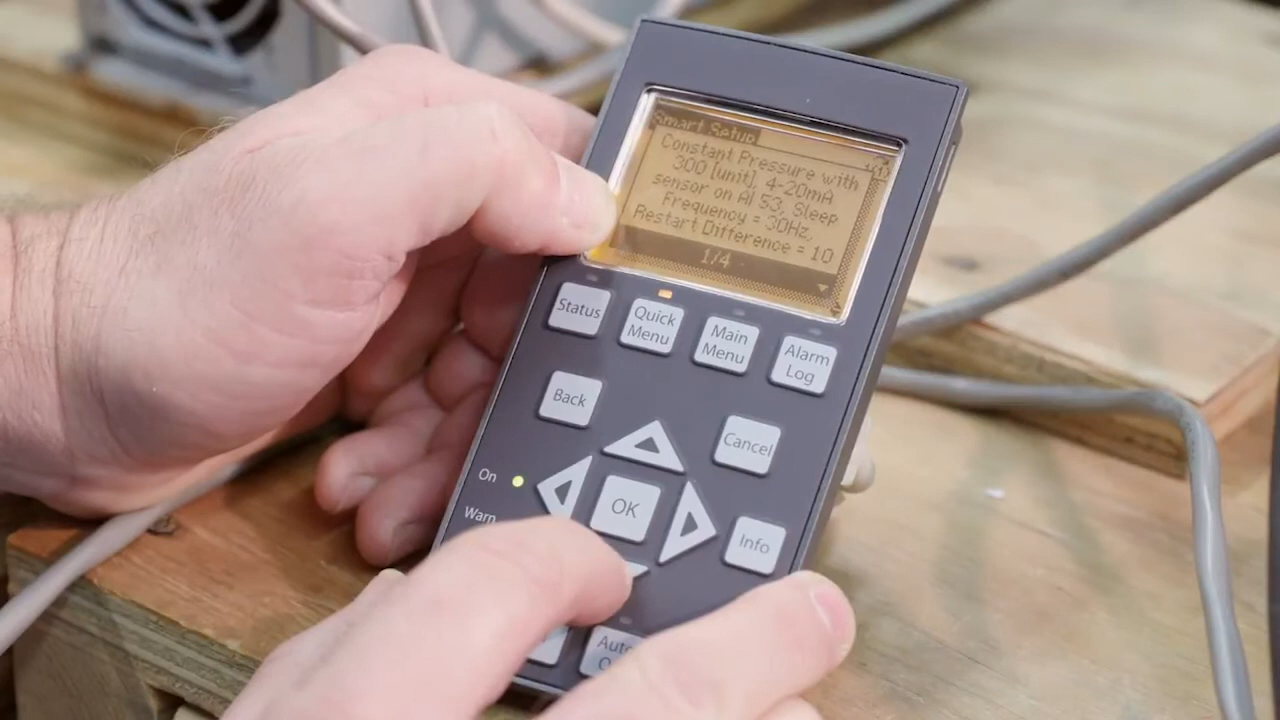 Smart Setup
Constant Pressure with
300 [unit], 4-20mA
sensor on AI 53, Sleep
Frequency = 30Hz,
Restart Difference = 10
1/4
Status
Quick
Menu
Main
Menu
Alarm
Log
Back
Cancel
On
OK
Warn
Info
Auto